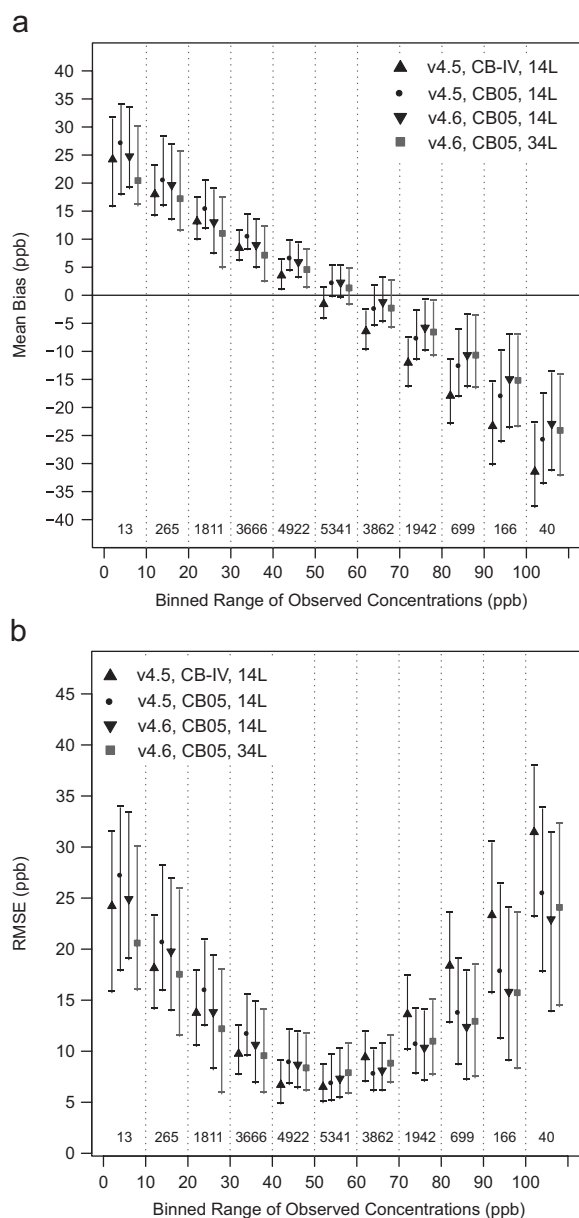 a
40
35
30
25
20
15
10
5
0
−5
−10
−15
−20
−25
−30
−35
−40
Mean Bias (ppb)
v4.5, CB-IV, 14L
v4.5, CB05, 14L
v4.6, CB05, 14L
v4.6, CB05, 34L
13 265 1811 3666 4922 5341 3862 1942 699 166 40
0 10 20 30 40 50 60 70 80 90 100
Binned Range of Observed Concentrations (ppb)
b
v4.5, CB-IV, 14L
v4.5, CB05, 14L
v4.6, CB05, 14L
v4.6, CB05, 34L
45
40
35
30
25
20
15
10
5
0
RMSE (ppb)
13 265 1811 3666 4922 5341 3862 1942 699 166 40
0 10 20 30 40 50 60 70 80 90 100
Binned Range of Observed Concentrations (ppb)